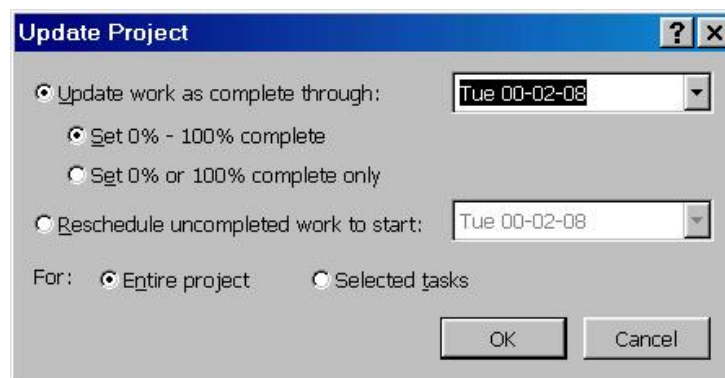 Update Project
Update work as complete through: Tue 00-02-08
Set 0% - 100% complete
Set 0% or 100% complete only
Reschedule uncompleted work to start: Tue 00-02-08
For: Entire project Selected tasks
OK Cancel